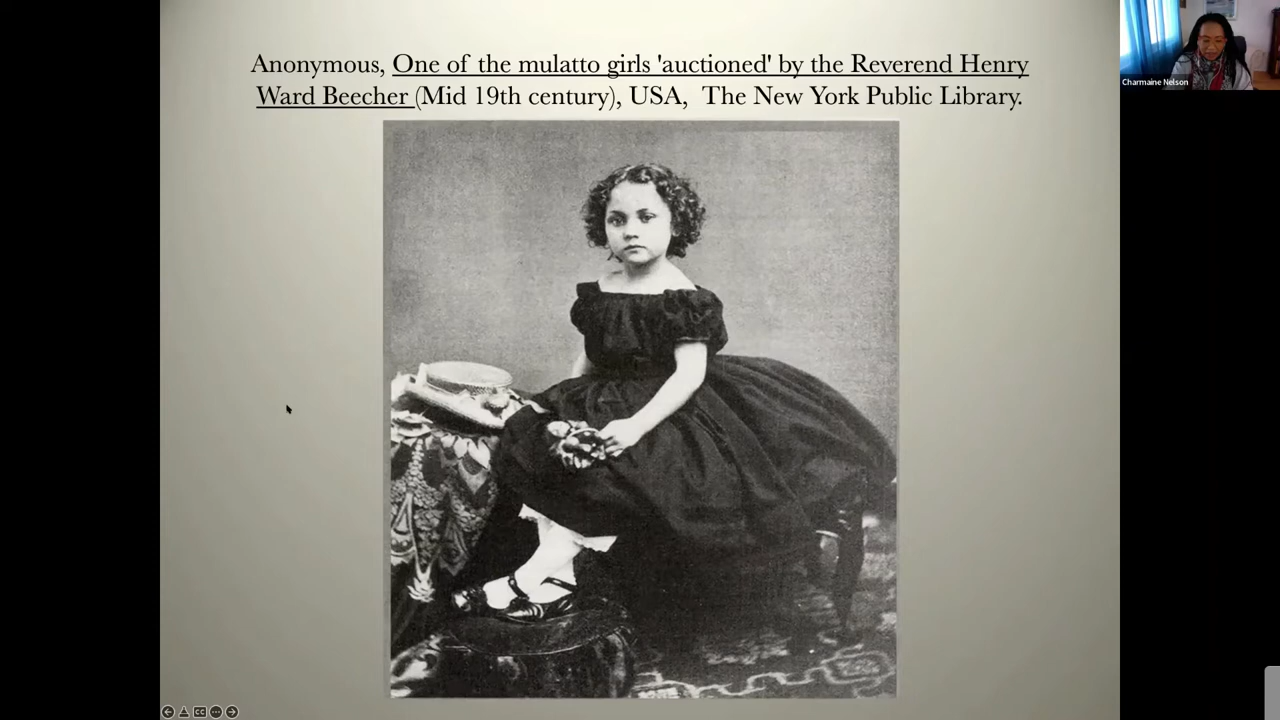 Anonymous, One of the mulatto girls 'auctioned' by the Reverend Henry
Ward Beecher (Mid 19th century), USA, The New York Public Library.
Charmaine Nelson
CC